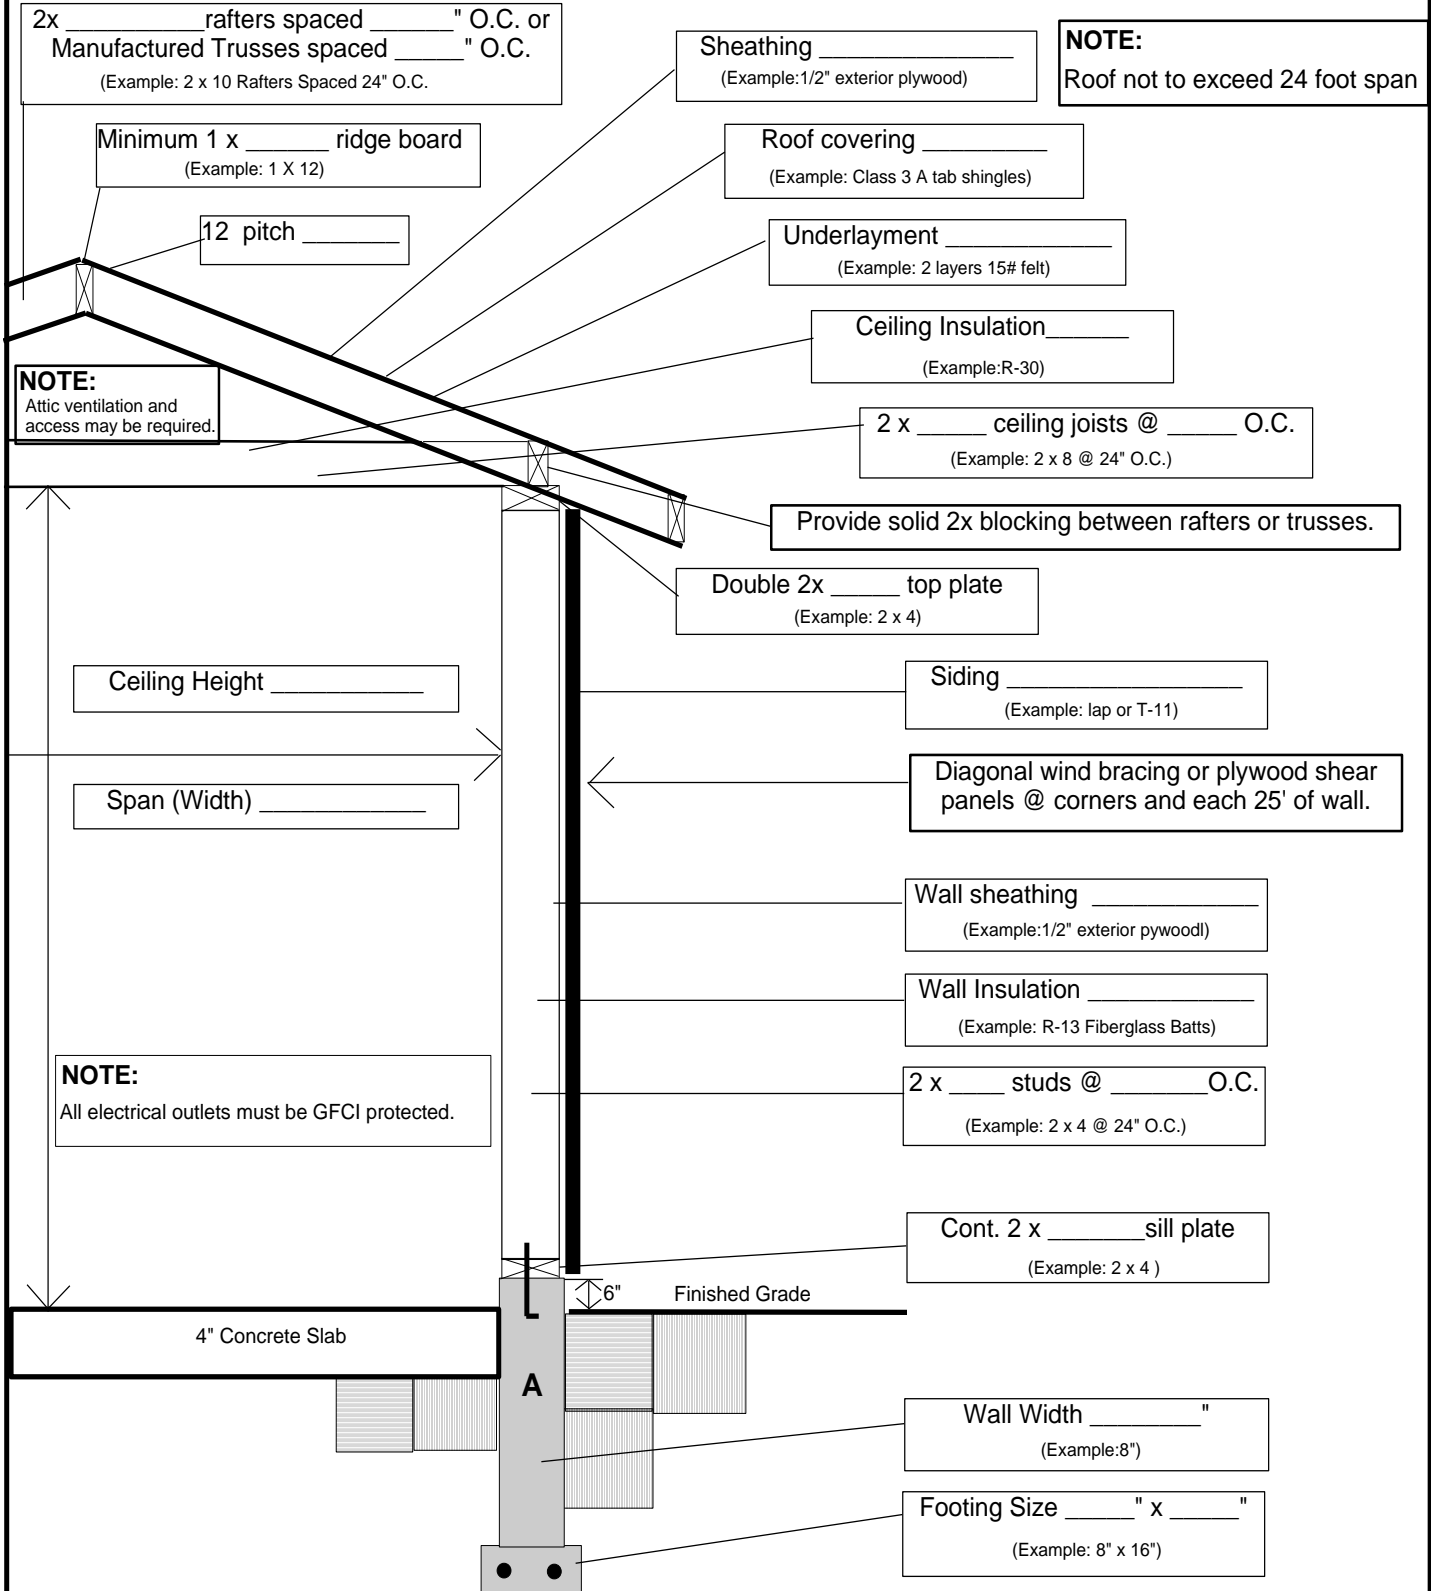 2x __________rafters spaced ______" O.C. or
Manufactured Trusses spaced _____" O.C.
(Example: 2 x 10 Rafters Spaced 24" O.C.
Sheathing ______________
(Example:1/2" exterior plywood)
NOTE:
Roof not to exceed 24 foot span
Minimum 1 x ______ ridge board
(Example: 1 X 12)
Roof covering _________
(Example: Class 3 A tab shingles)
12 pitch _______
Underlayment ____________
(Example: 2 layers 15# felt)
Ceiling Insulation______
(Example:R-30)
NOTE:
Attic ventilation and
access may be required.
2 x _____ ceiling joists @ _____ O.C.
(Example: 2 x 8 @ 24" O.C.)
Provide solid 2x blocking between rafters or trusses.
Double 2x _____ top plate
(Example: 2 x 4)
Ceiling Height ___________
Siding _________________
(Example: lap or T-11)
Span (Width) ____________
Diagonal wind bracing or plywood shear
panels @ corners and each 25' of wall.
Wall sheathing ____________
(Example:1/2" exterior pywoodl)
Wall Insulation ____________
(Example: R-13 Fiberglass Batts)
NOTE:
All electrical outlets must be GFCI protected.
2 x ____ studs @ _______O.C.
(Example: 2 x 4 @ 24" O.C.)
Cont. 2 x _______sill plate
(Example: 2 x 4 )
6"
Finished Grade
4" Concrete Slab
A
Wall Width ________"
(Example:8")
Footing Size _____" x _____"
(Example: 8" x 16")